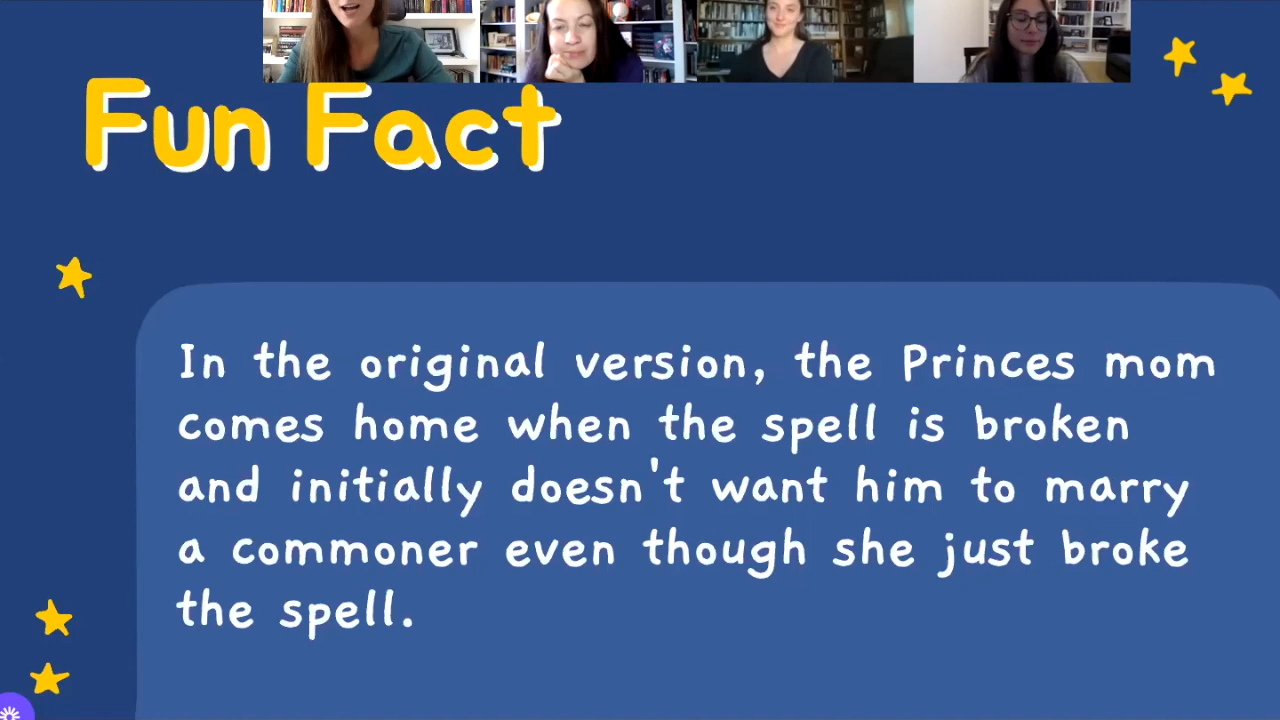 Fun Fact
In the original version, the Princes mom
comes home when the spell is broken
and initially doesn't want him to marry
a commoner even though she just broke
the spell.